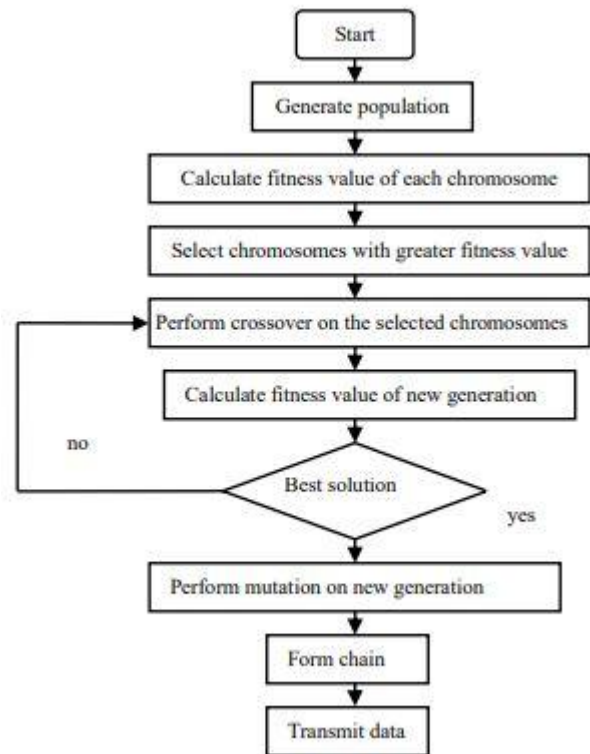 Start
Generate population
Calculate fitness value of each chromosome
Select chromosomes with greater fitness value
Perform crossover on the selected chromosomes
Calculate fitness value of new generation
no
Best solution
yes
Perform mutation on new generation
Form chain
Transmit data